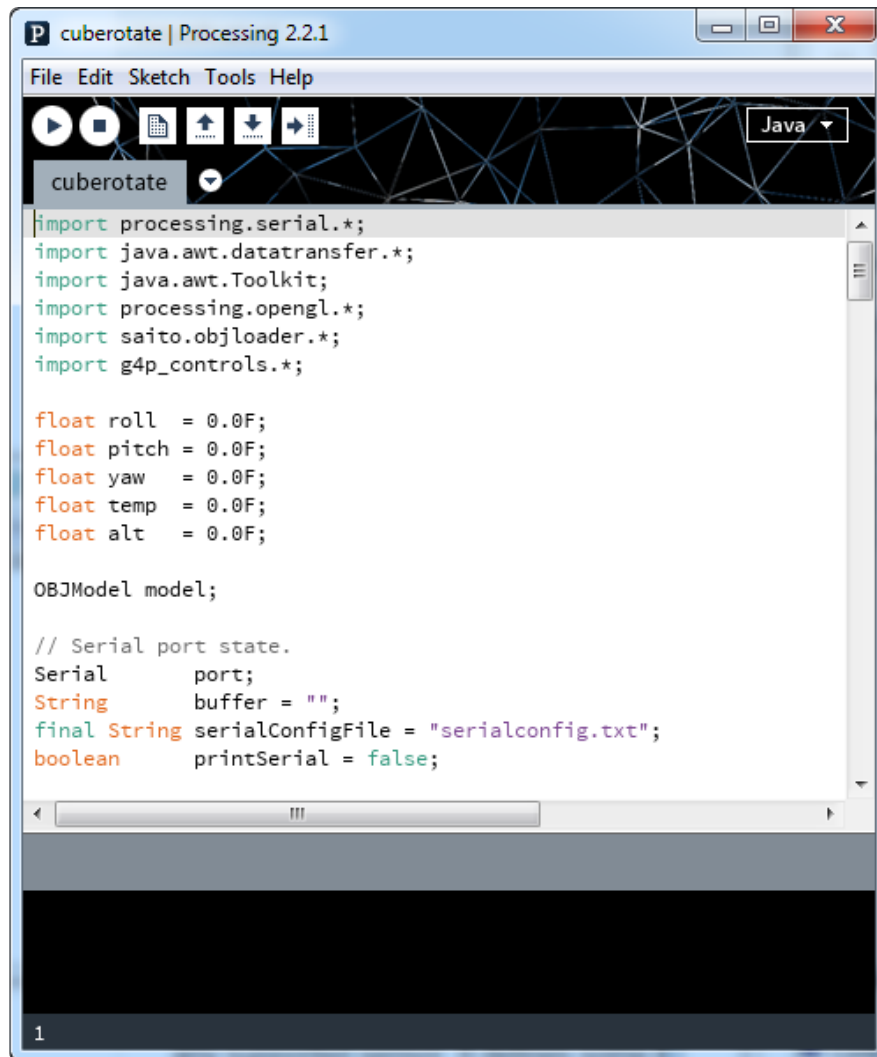 cuberotate | Processing 2.2.1
File Edit Sketch Tools Help
Java
cuberotate
import processing.serial.*;
import java.awt.datatransfer.*;
import java.awt.Toolkit;
import processing.opengl.*;
import saito.objloader.*;
import g4p_controls.*;
float roll  = 0.0F;
float pitch = 0.0F;
float yaw   = 0.0F;
float temp  = 0.0F;
float alt   = 0.0F;
OBJModel model;
// Serial port state.
Serial       port;
String       buffer = "";
final String serialConfigFile = "serialconfig.txt";
boolean      printSerial = false;
1